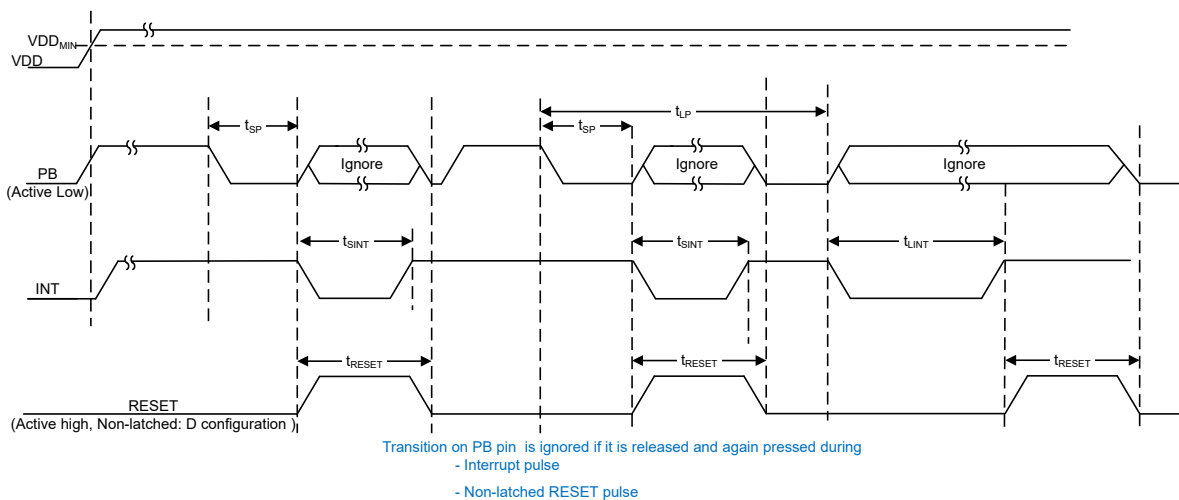 VDD_MIN
VDD
t_LP
t_SP
t_SP
Ignore
Ignore
Ignore
PB
(Active Low)
t_SINT
t_SINT
t_LINT
INT
t_RESET
t_RESET
t_RESET
RESET
(Active high, Non-latched: D configuration )
Transition on PB pin is ignored if it is released and again pressed during
- Interrupt pulse
- Non-latched RESET pulse